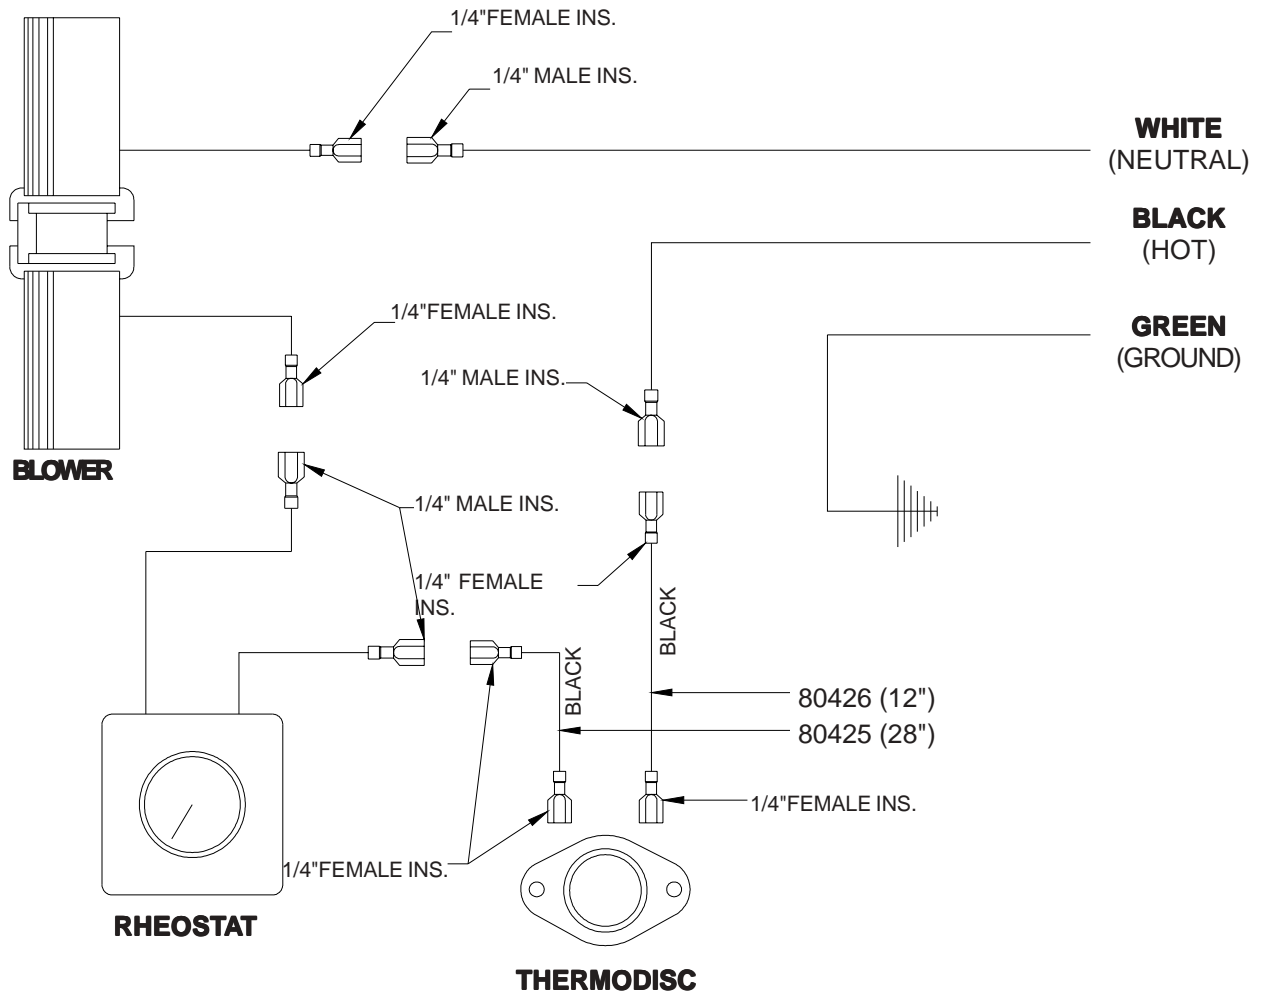 1/4"FEMALE INS.
1/4" MALE INS.
WHITE
(NEUTRAL)
BLACK
(HOT)
1/4"FEMALE INS.
GREEN
(GROUND)
1/4" MALE INS.
BLOWER
1/4" MALE INS.
1/4" FEMALE
INS.
BLACK
BLACK
80426 (12")
80425 (28")
1/4"FEMALE INS.
1/4"FEMALE INS.
RHEOSTAT
THERMODISC